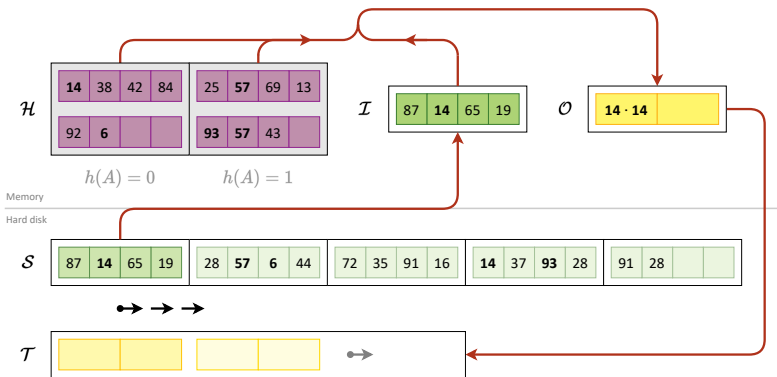 14 38 42 84 25 57 69 13
ℋ ℐ 87 14 65 19 𝒪 14 · 14
92 6 93 57 43
h(A) = 0 h(A) = 1
Memory
Hard disk
𝒮 87 14 65 19 28 57 6 44 72 35 91 16 14 37 93 28 91 28
𝒯